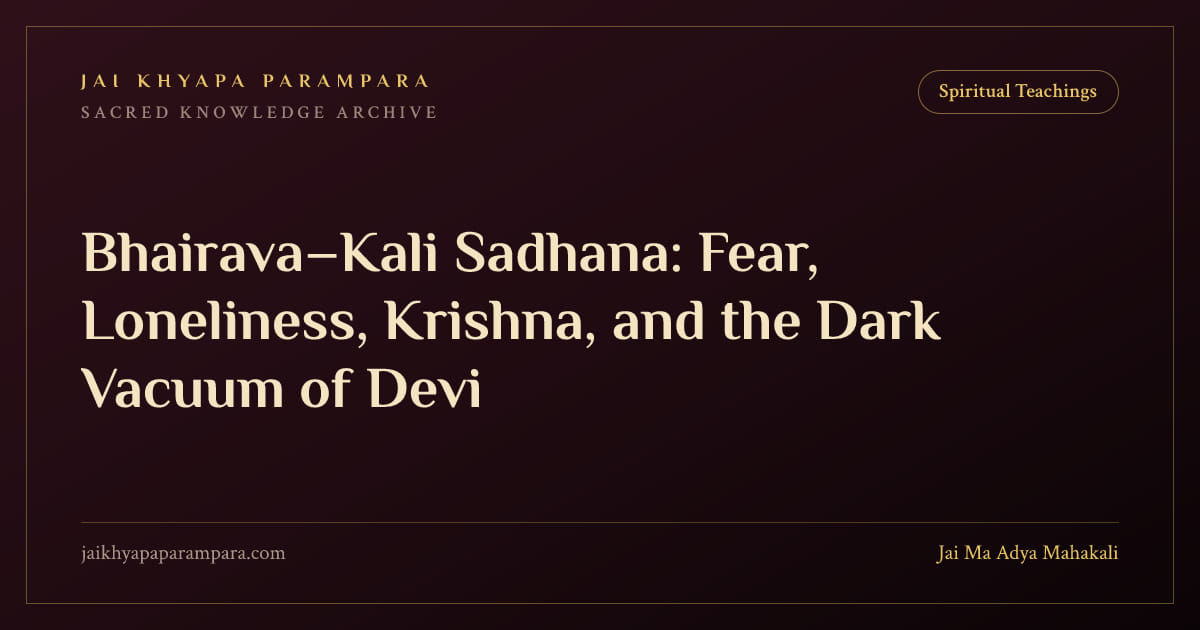 JAI KHYAPA PARAMPARA
SACRED KNOWLEDGE ARCHIVE
Spiritual Teachings
Bhairava–Kali Sadhana: Fear,
Loneliness, Krishna, and the Dark
Vacuum of Devi
jaikhyapaparampara.com
Jai Ma Adya Mahakali